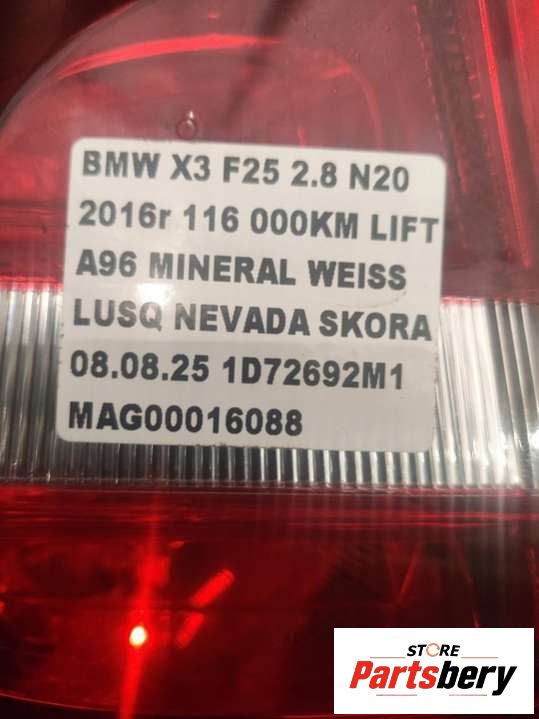 BMW X3 F25 2.8 N20
2016r 116 000KM LIFT
A96 MINERAL WEISS
LUSQ NEVADA SKORA
08.08.25 1D72692M1
MAG00016088
STORE
Partsbery